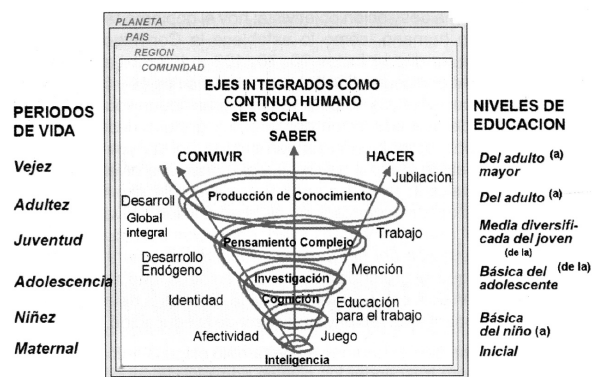 PLANETA
PAIS
REGION
COMUNIDAD
EJES INTEGRADOS COMO
CONTINUO HUMANO
SER SOCIAL
SABER
CONVIVIR
HACER
PERIODOS
DE VIDA
Vejez
Adultez
Juventud
Adolescencia
Niñez
Maternal
Jubilación
Producción de Conocimiento
Desarroll
Global
integral
Trabajo
Pensamiento Complejo
Desarrollo
Endógeno
Mención
Investigación
Cognición
Identidad
Educación
para el trabajo
Afectividad
Juego
Inteligencia
NIVELES DE
EDUCACION
Del adulto (a)
mayor
Del adulto (a)
Media diversifi-
cada del joven
(de la)
Básica del (de la)
adolescente
Básica
del niño (a)
Inicial